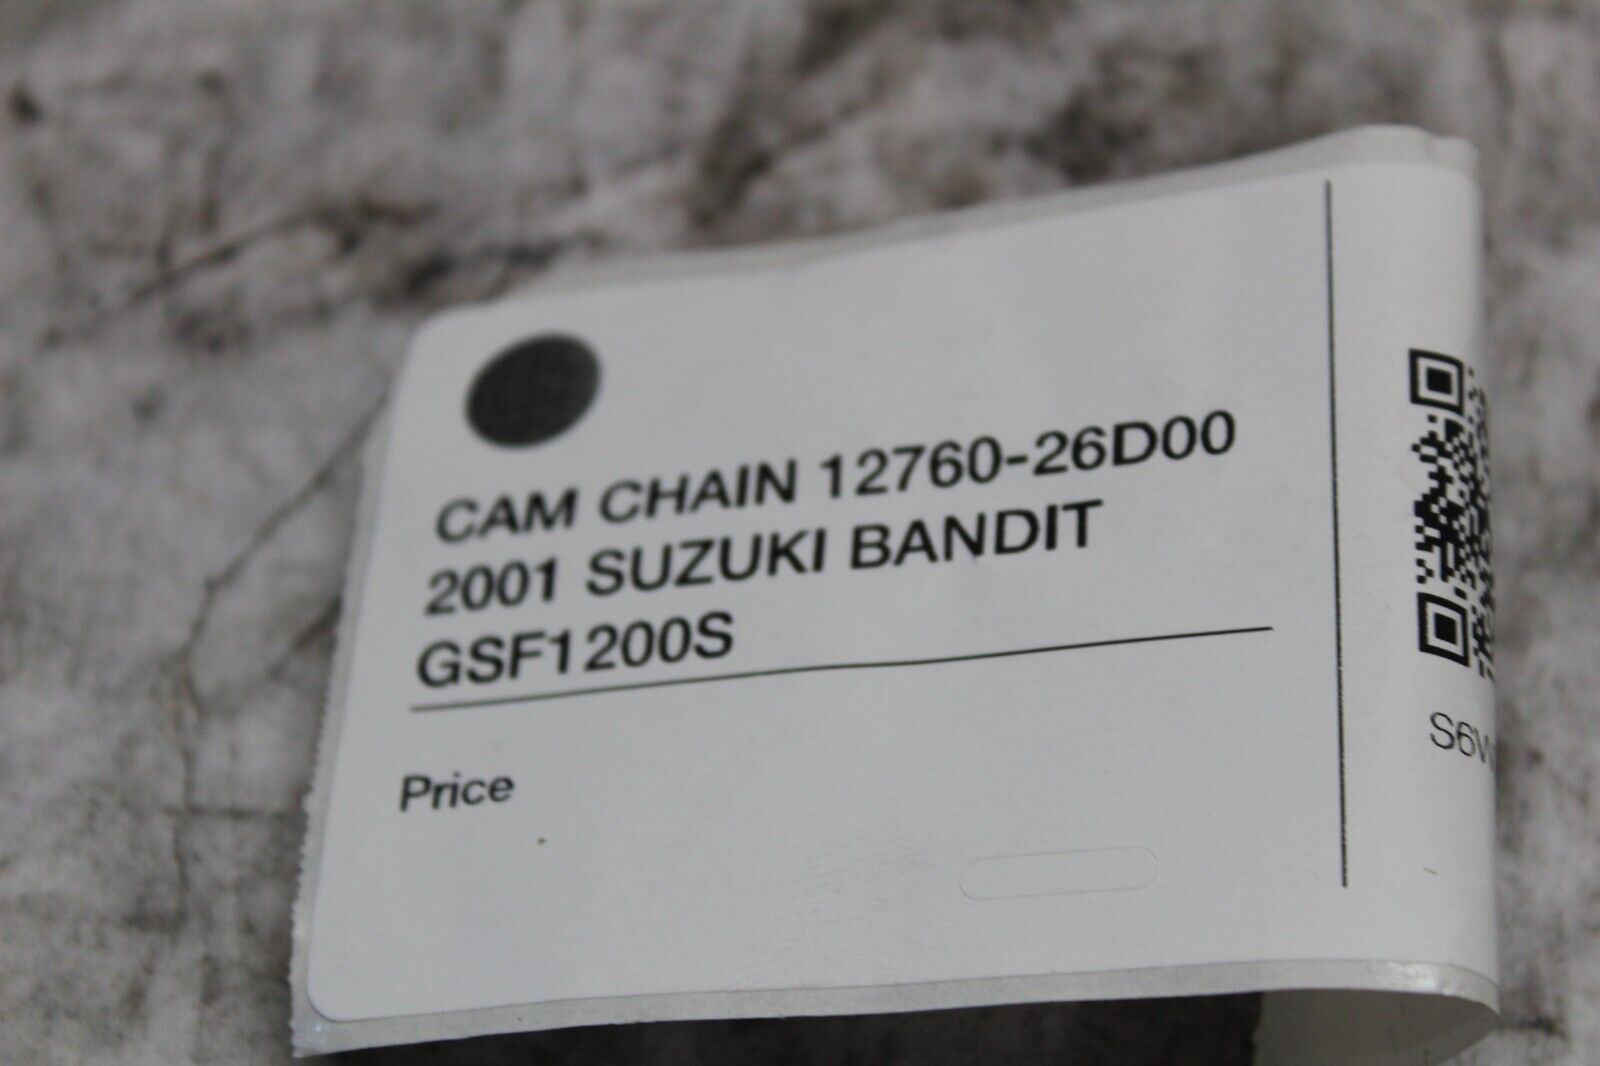 CAM CHAIN 12760-26D00
2001 SUZUKI BANDIT
GSF1200S
Price